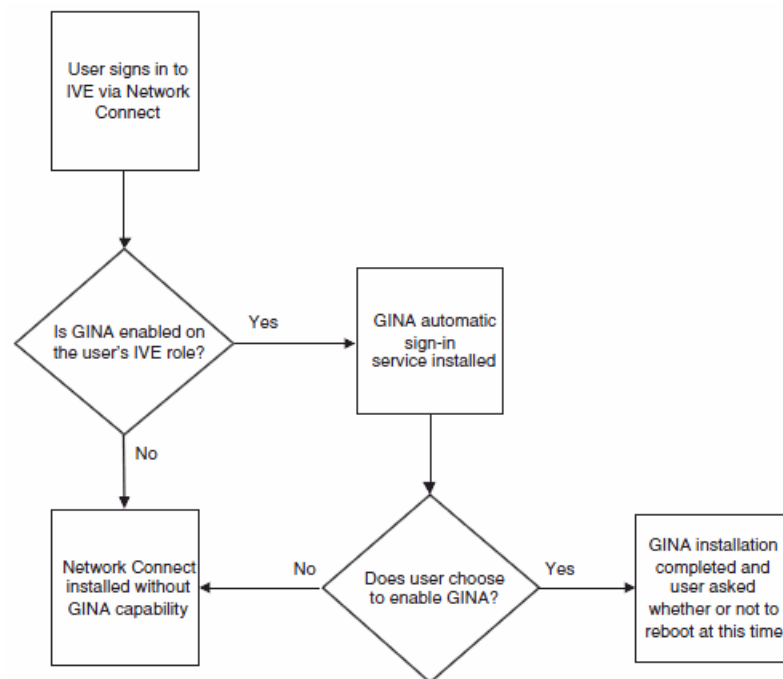 User signs in to
IVE via Network
Connect
Is GINA enabled on
the user's IVE role?
Yes
GINA automatic
sign-in
service installed
No
Network Connect
installed without
GINA capability
No
Does user choose
to enable GINA?
Yes
GINA installation
completed and
user asked
whether or not to
reboot at this time